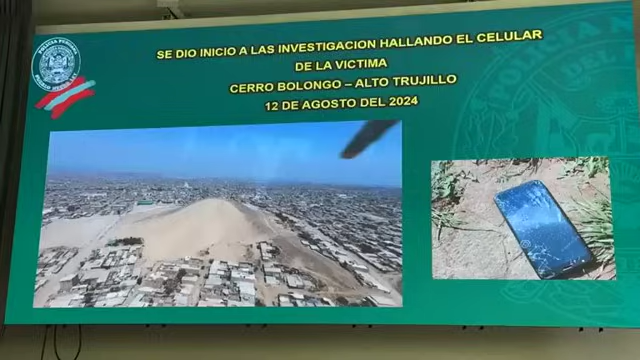 SE DIO INICIO A LAS INVESTIGACION HALLANDO EL CELULAR
DE LA VICTIMA
CERRO BOLONGO – ALTO TRUJILLO
12 DE AGOSTO DEL 2024